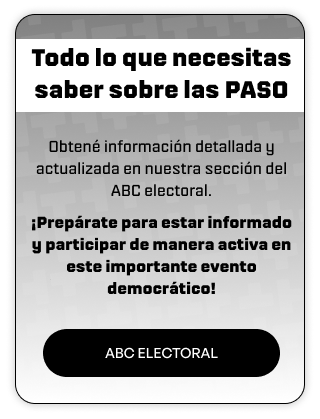 Todo lo que necesitas
saber sobre las PASO
Obtené información detallada y
actualizada en nuestra sección del
ABC electoral.
¡Prepárate para estar informado
y participar de manera activa en
este importante evento
democrático!
ABC ELECTORAL